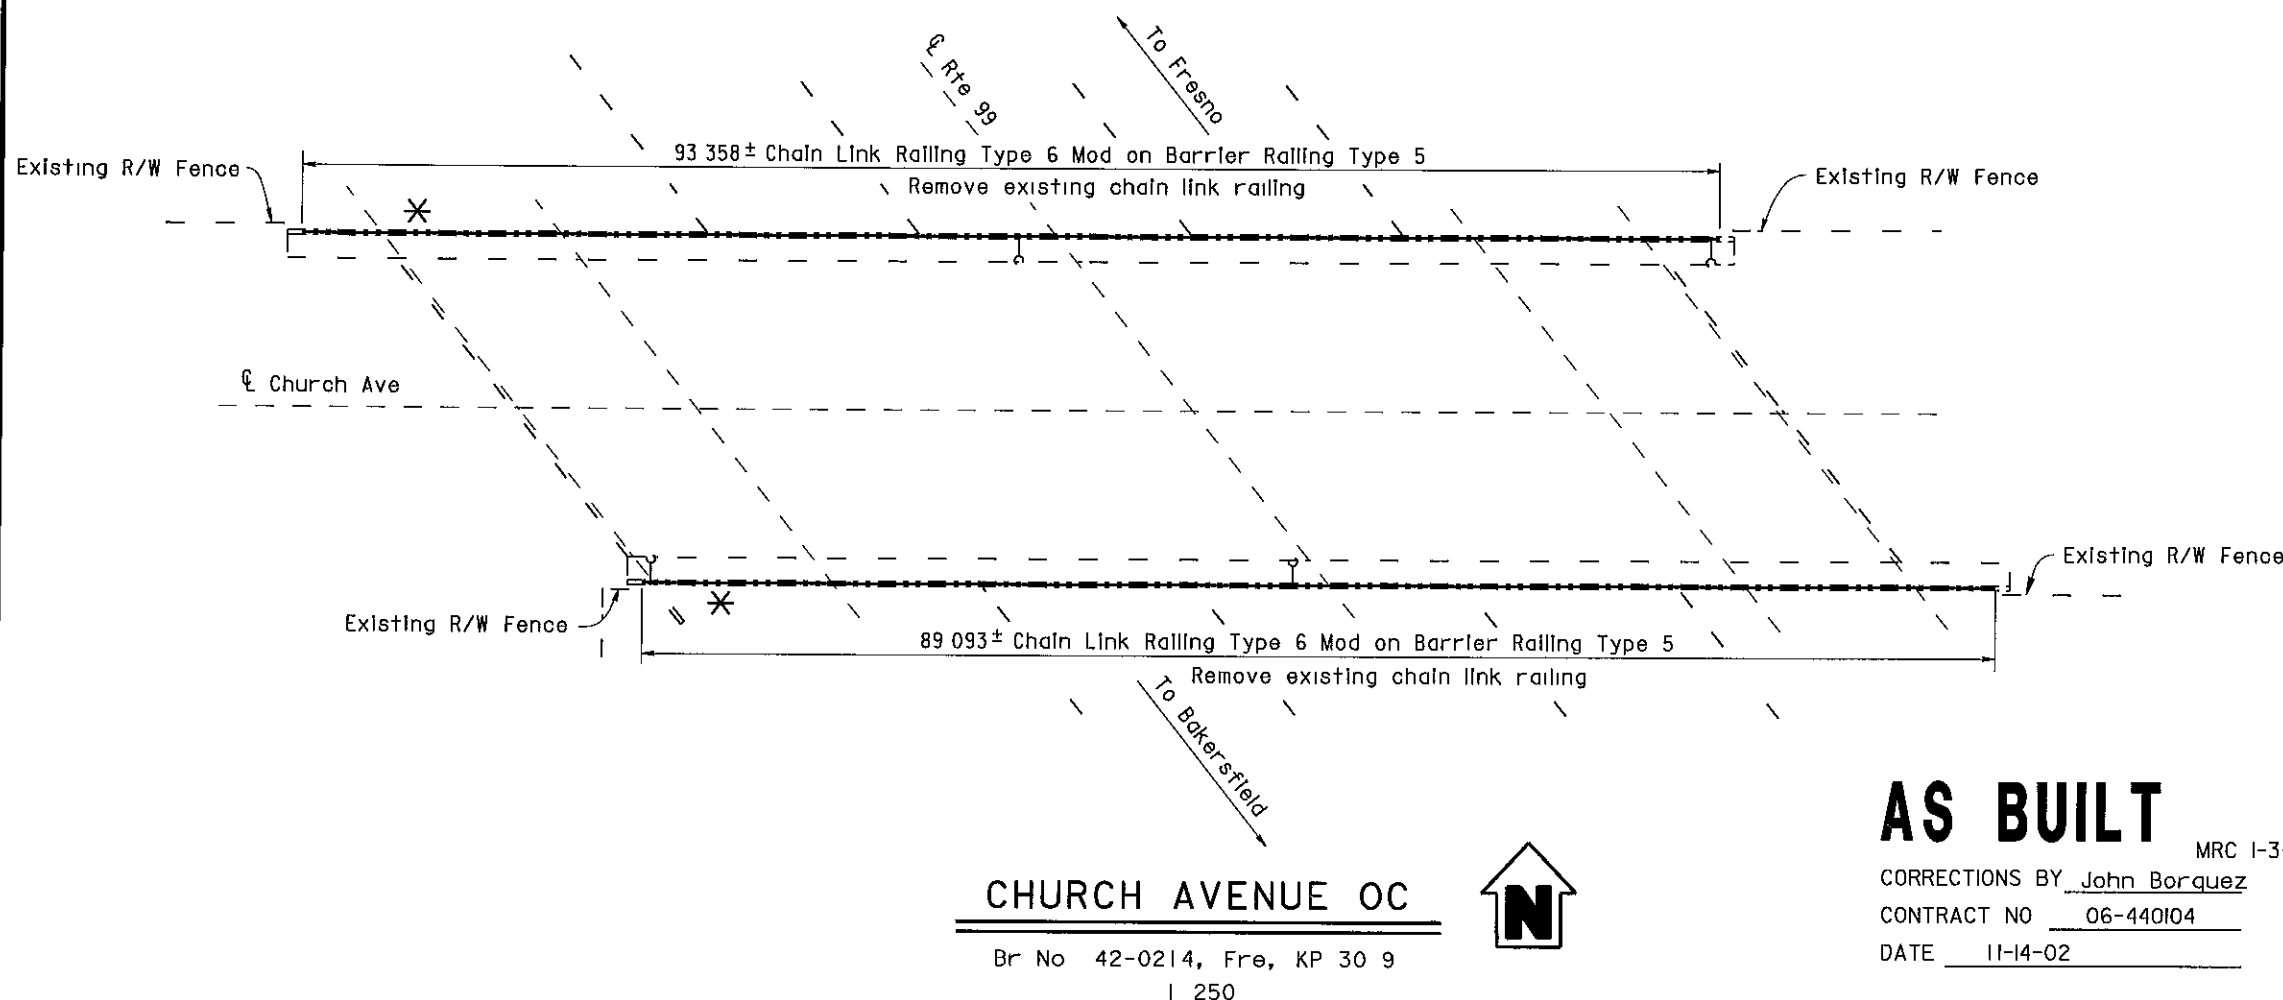 To Fresno
℄ Rte 99
93 358± Chain Link Railing Type 6 Mod on Barrier Railing Type 5
Remove existing chain link railing
Existing R/W Fence
Existing R/W Fence
℄ Church Ave
Existing R/W Fence
Existing R/W Fence
89 093± Chain Link Railing Type 6 Mod on Barrier Railing Type 5
Remove existing chain link railing
To Bakersfield
CHURCH AVENUE OC
Br No 42-0214, Fre, KP 30 9
1 250
N
AS BUILT
MRC 1-3-
CORRECTIONS BY John Borquez
CONTRACT NO 06-440104
DATE 11-14-02